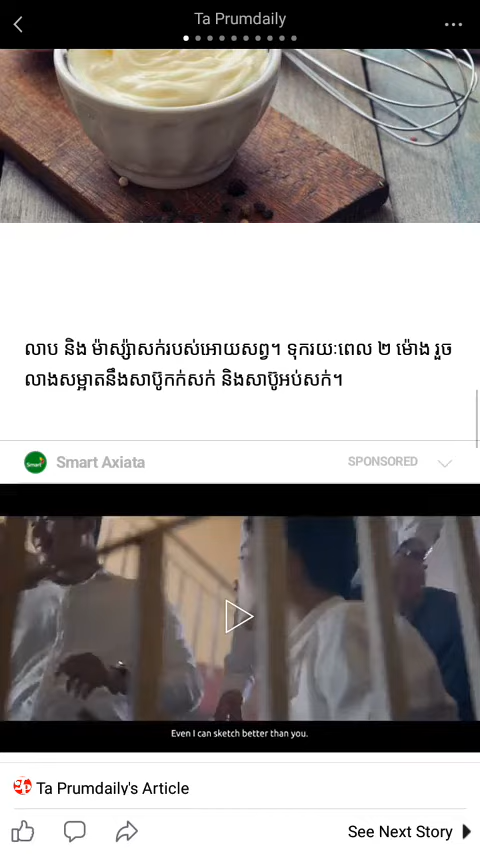 Ta Prumdaily
លាប និង ម៉ាស្ស៉ាសក់របស់អោយសព្វ។ ទុករយៈពេល ២ ម៉ោង រួច
លាងសម្អាតនឹងសាប៊ូកក់សក់ និងសាប៊ូអប់សក់។
Smart
Smart Axiata
SPONSORED
Even I can sketch better than you.
Ta Prumdaily's Article
See Next Story